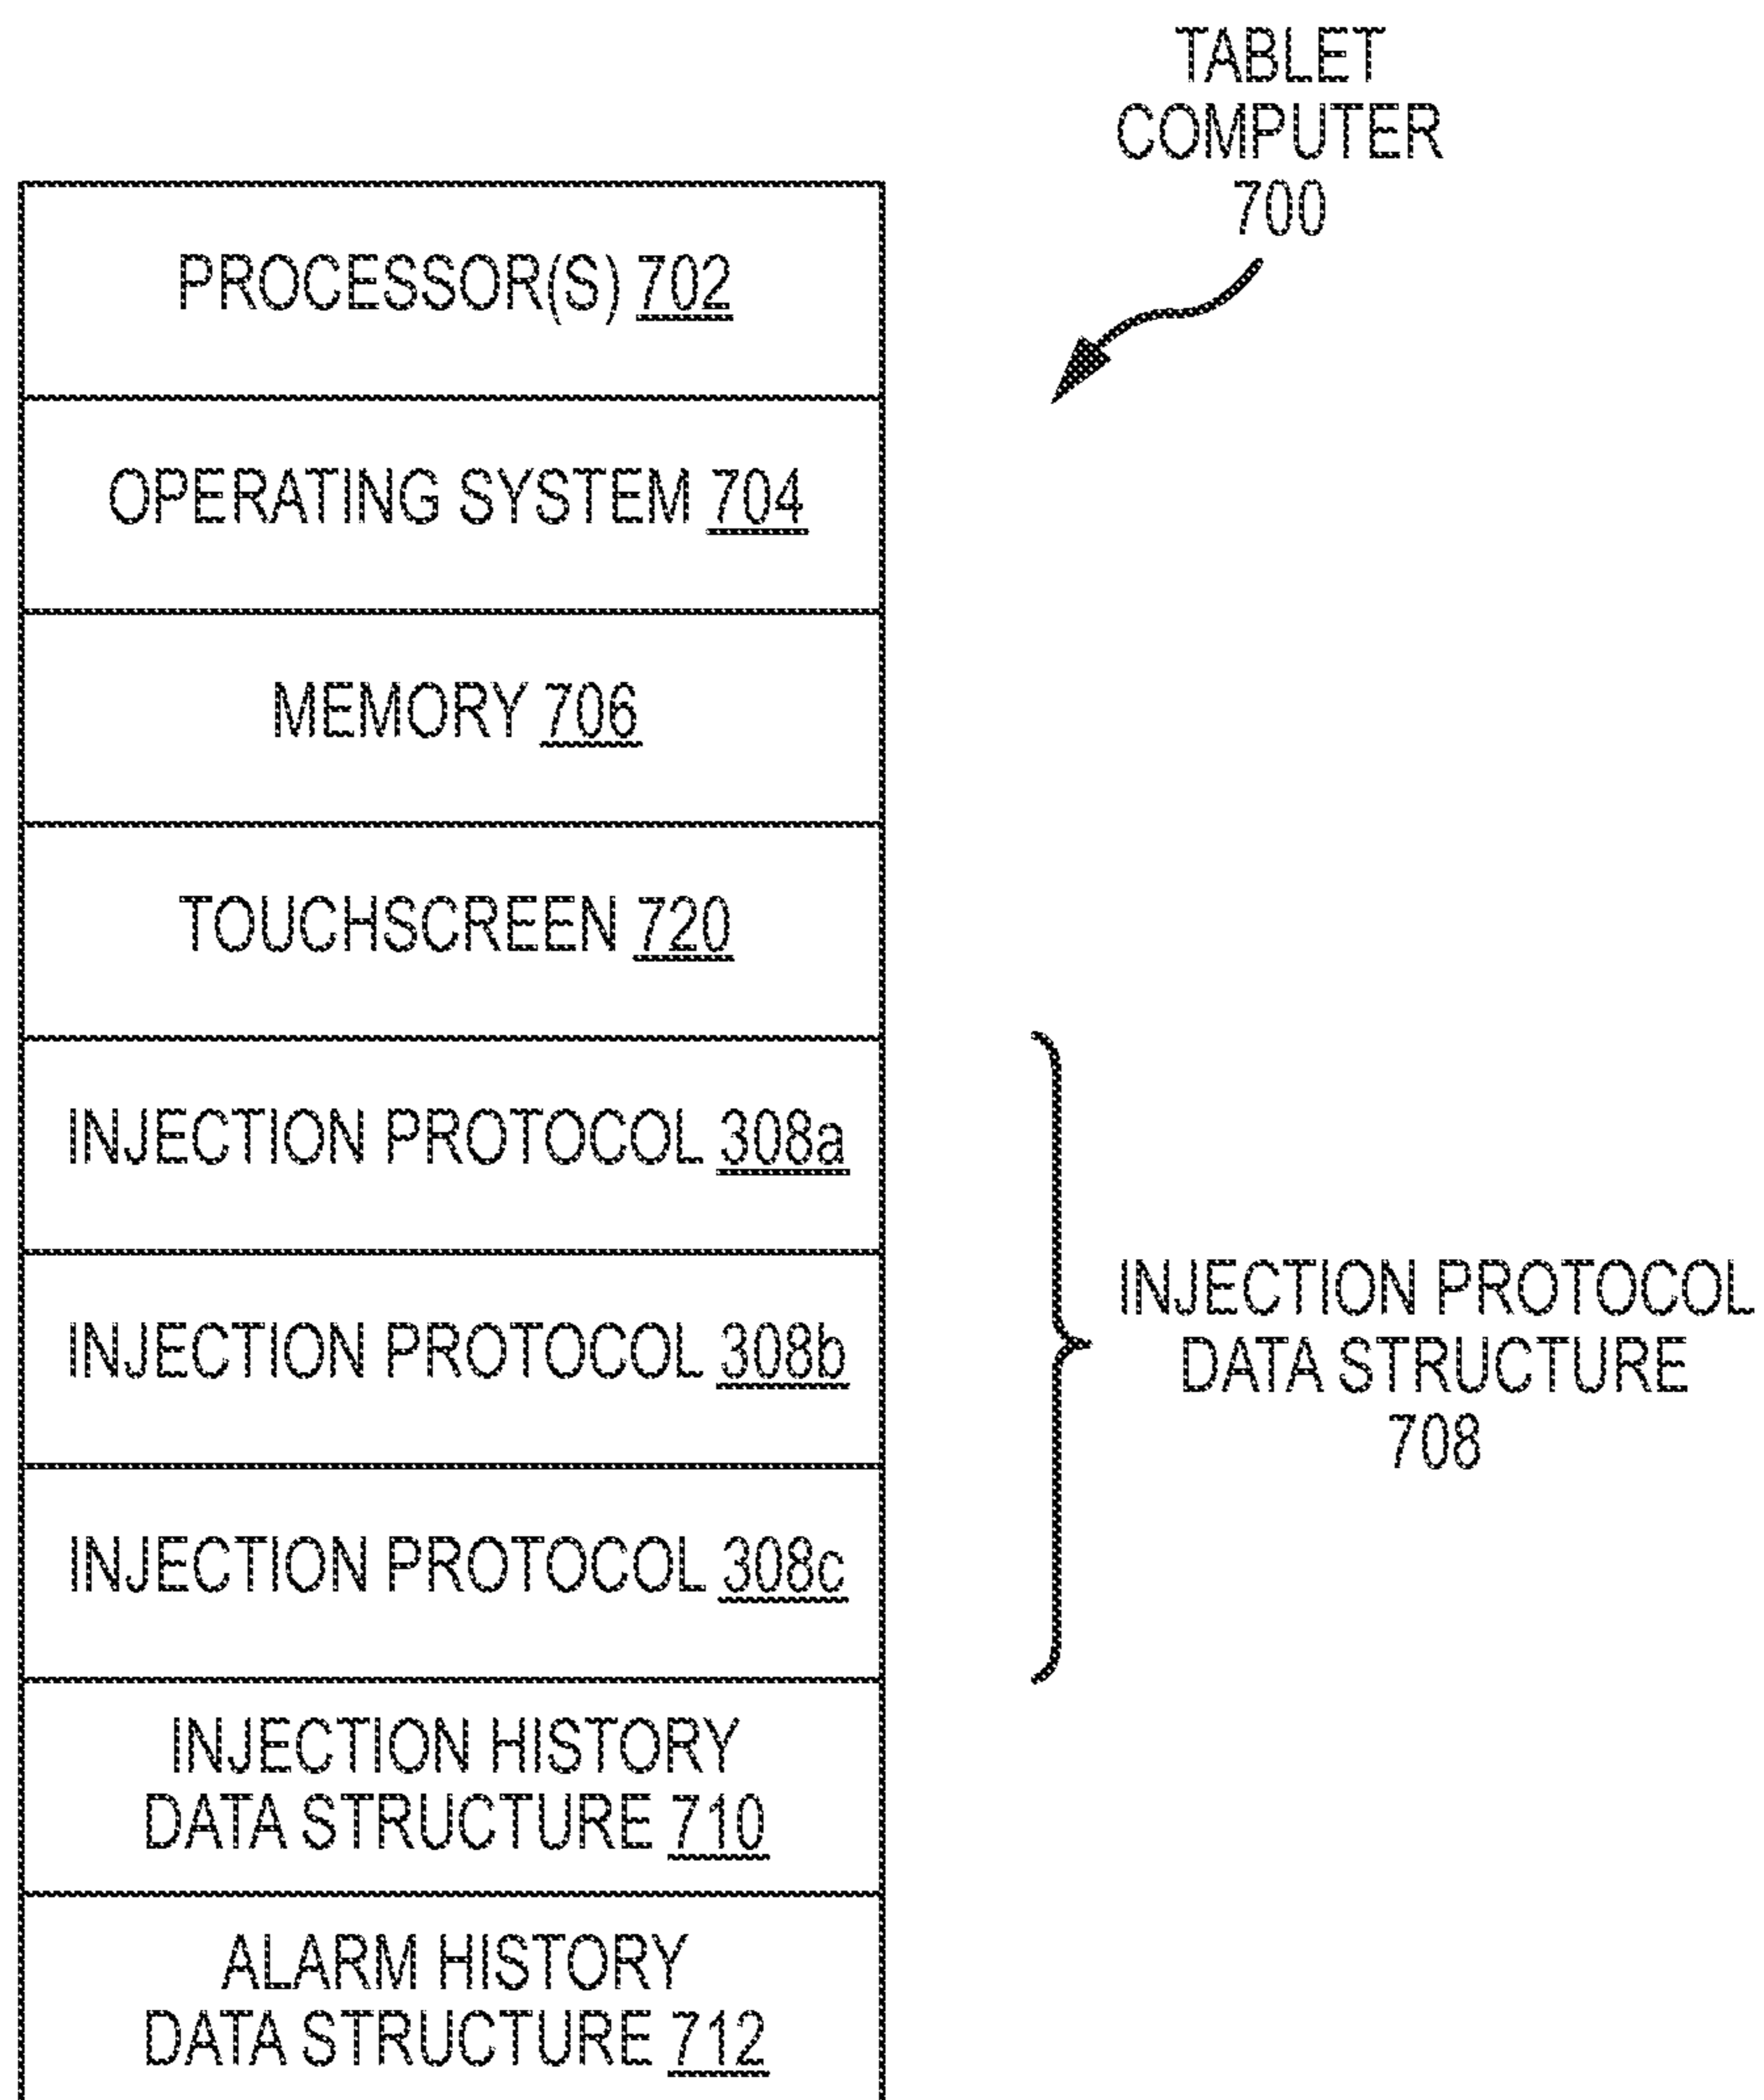 TABLET
COMPUTER
700
PROCESSOR(S) 702
OPERATING SYSTEM 704
MEMORY 706
TOUCHSCREEN 720
INJECTION PROTOCOL 308a
INJECTION PROTOCOL 308b
INJECTION PROTOCOL 308c
INJECTION PROTOCOL
DATA STRUCTURE
708
INJECTION HISTORY
DATA STRUCTURE 710
ALARM HISTORY
DATA STRUCTURE 712